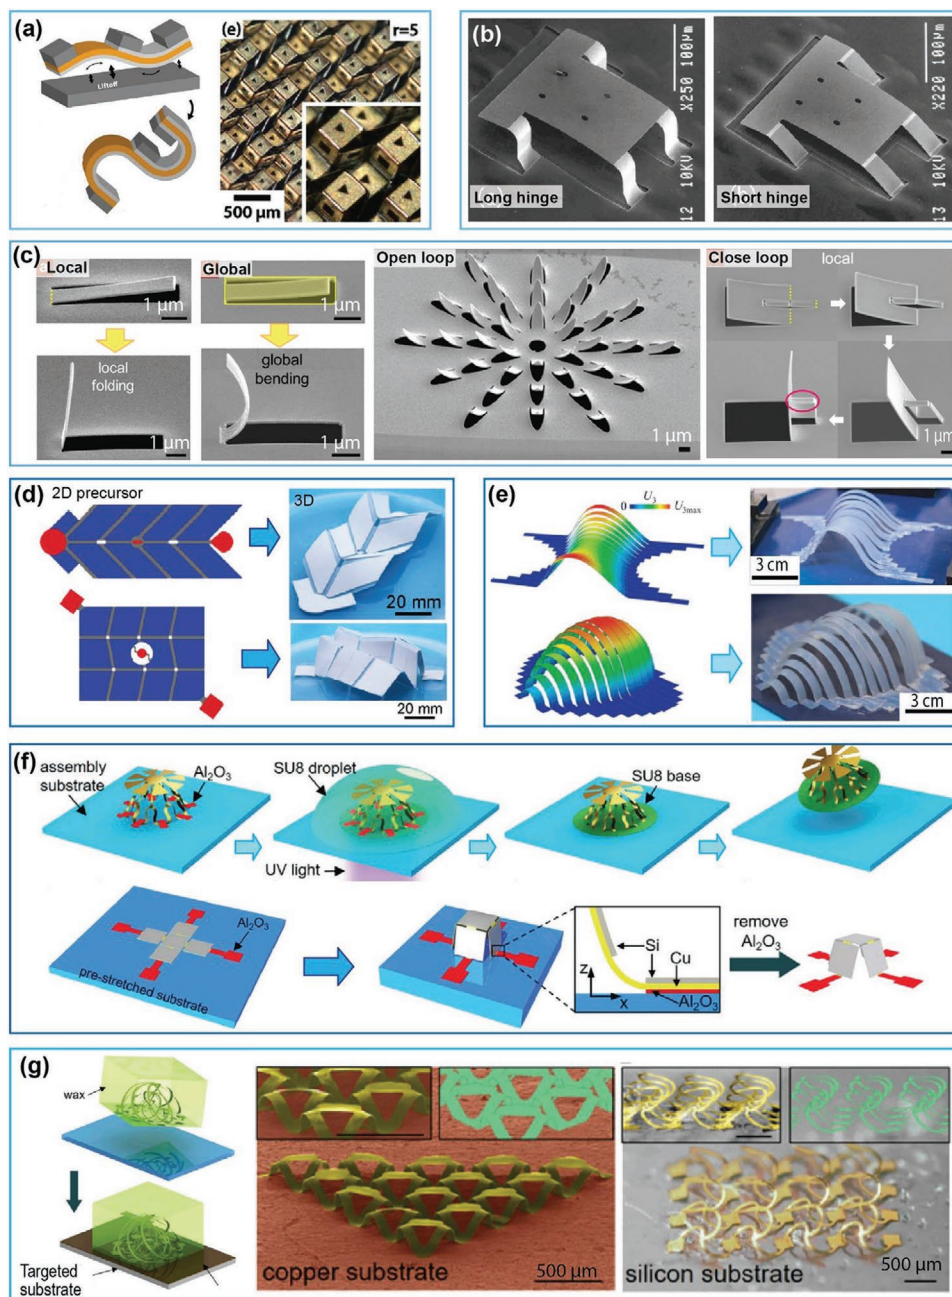 (a)
Liftoff
(e)
r=5
500 µm
(b)
Long hinge
12 10KV X250 100µm
Short hinge
13 10KV X220 100µm
(c)
Local
1 µm
local
folding
1 µm
Global
1 µm
global
bending
1 µm
Open loop
1 µm
Close loop
local
1 µm
(d)
2D precursor
3D
20 mm
20 mm
(e)
U3
0 U3max
3 cm
3 cm
(f)
assembly
substrate
Al2O3
SU8 droplet
UV light
SU8 base
Al2O3
pre-stretched substrate
Si
Cu
Al2O3
z
x
remove
Al2O3
(g)
wax
Targeted
substrate
copper substrate
500 µm
silicon substrate
500 µm